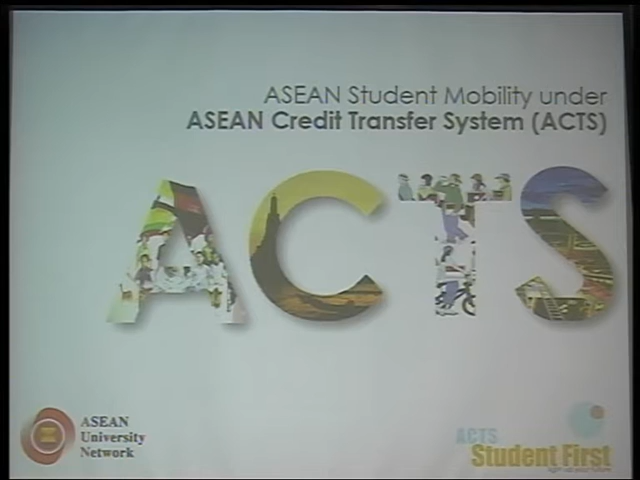 ASEAN Student Mobility under
ASEAN Credit Transfer System (ACTS)
ACTS
ASEAN
University
Network
ACTS
Student First